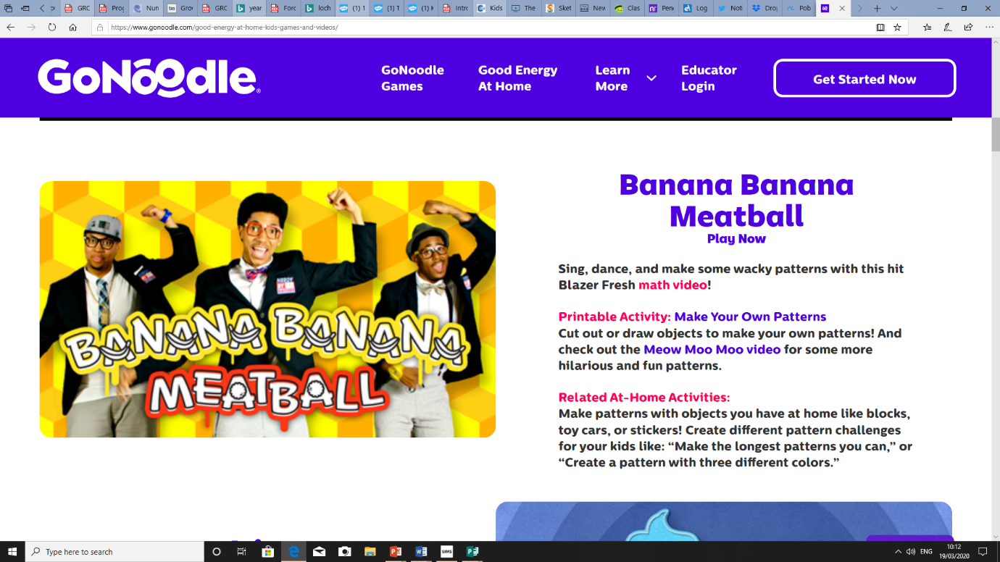 GRC
Prog
Num
tes
Grov
GRC
year
Forc
loch
(1) 1
(1) 1
(1) k
Intro
Kids
The
Sket
New
Clas
Pen
Log
Not
Drop
Pob
https://www.gonoodle.com/good-energy-at-home-kids-games-and-videos/
GoNoodle®
GoNoodle Games
Good Energy At Home
Learn More
Educator Login
Get Started Now
BANANA BANANA
MEATBALL
Banana Banana
Meatball
Play Now
Sing, dance, and make some wacky patterns with this hit
Blazer Fresh math video!
Printable Activity: Make Your Own Patterns
Cut out or draw objects to make your own patterns! And
check out the Meow Moo Moo video for some more
hilarious and fun patterns.
Related At-Home Activities:
Make patterns with objects you have at home like blocks,
toy cars, or stickers! Create different pattern challenges
for your kids like: “Make the longest patterns you can,” or
“Create a pattern with three different colors.”
Type here to search
SIMS
ENG
10:12
19/03/2020